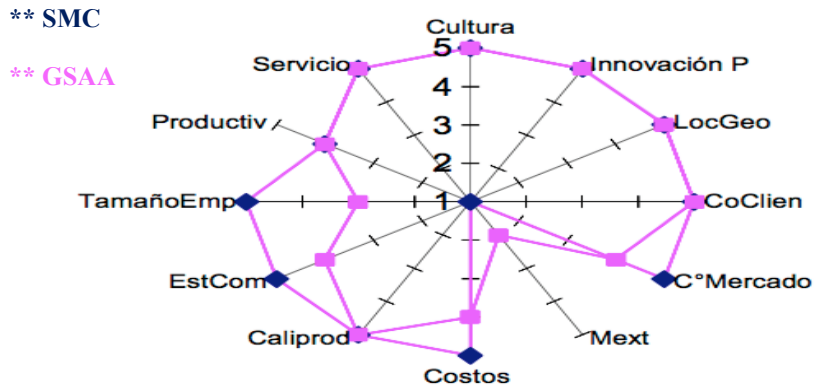 ** SMC
** GSAA
Cultura
Innovación P
LocGeo
CoClien
C°Mercado
Mext
Costos
Caliprod
EstCom
TamañoEmp
Productiv
Servicio
5
4
3
2
1